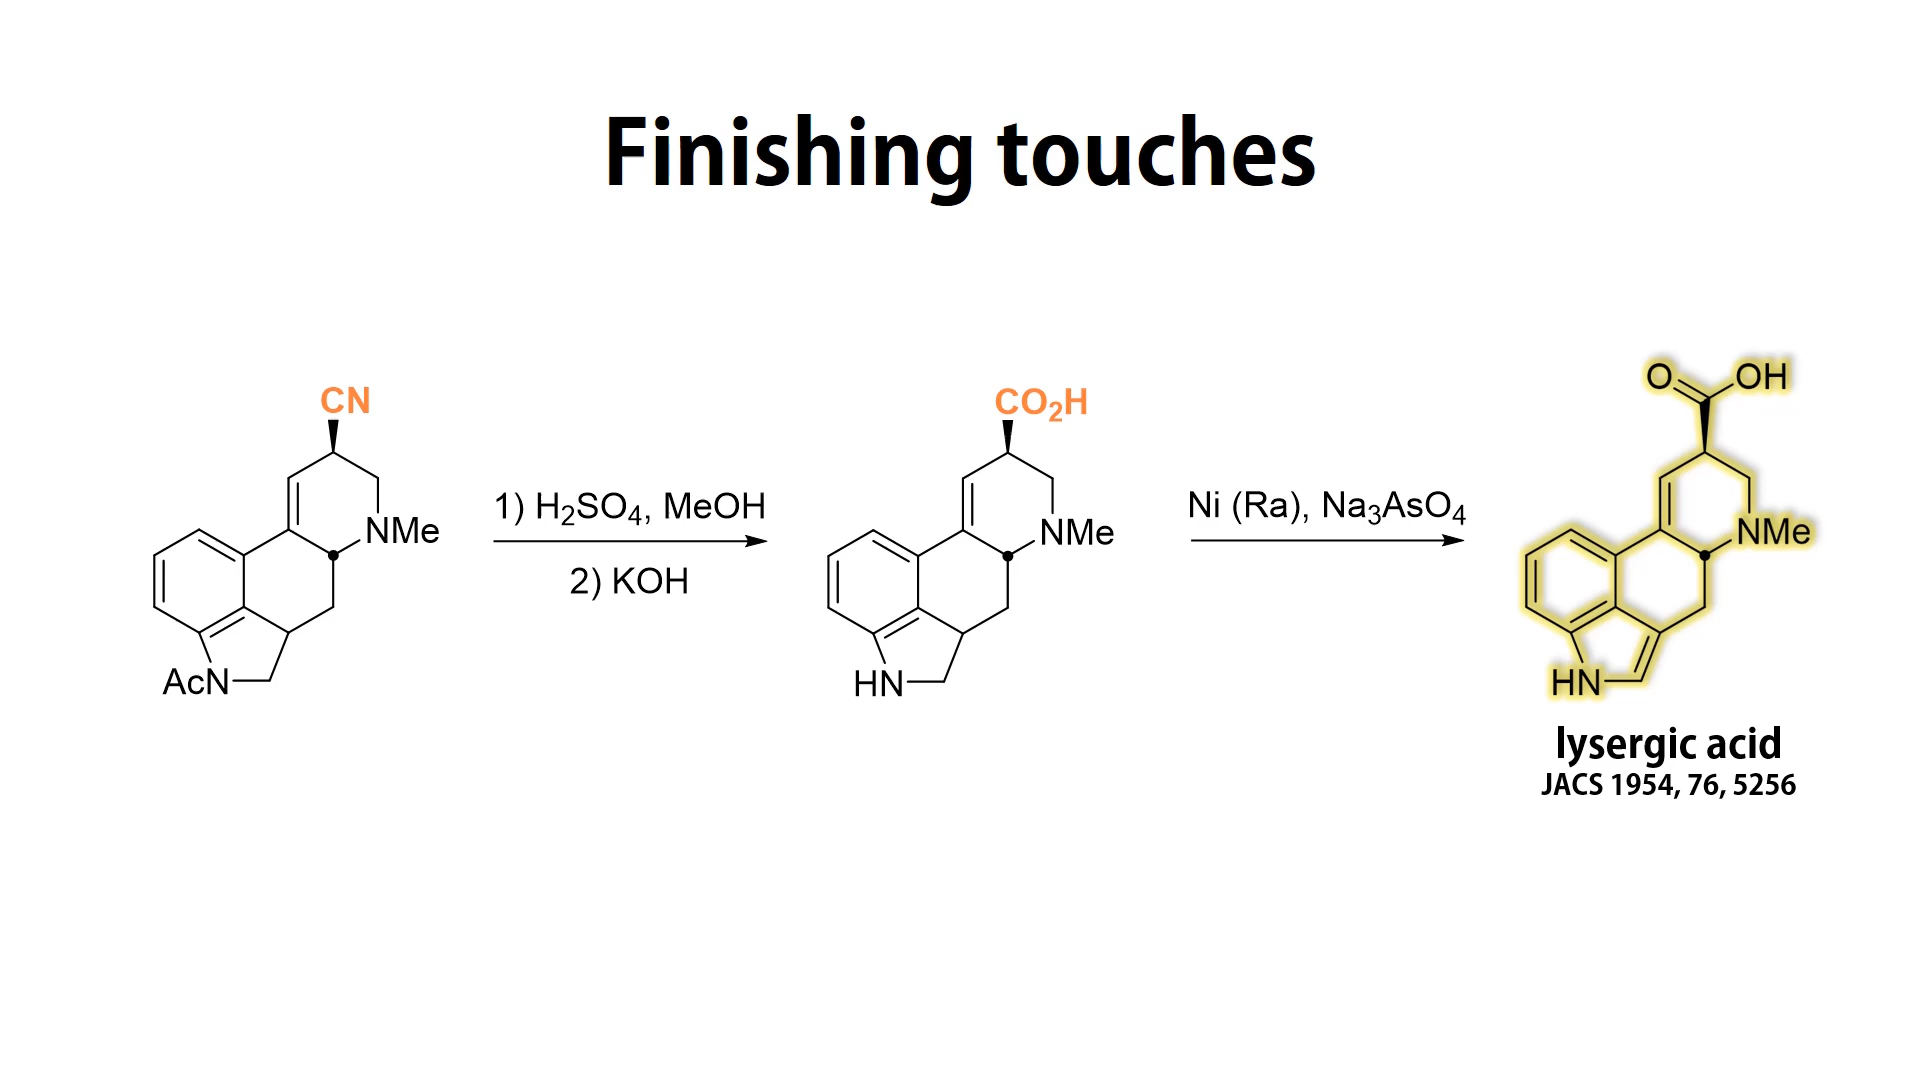 Finishing touches
CN
NMe
AcN
1) H₂SO₄, MeOH
2) KOH
CO₂H
NMe
HN
Ni (Ra), Na₃AsO₄
O
OH
NMe
HN
lysergic acid
JACS 1954, 76, 5256